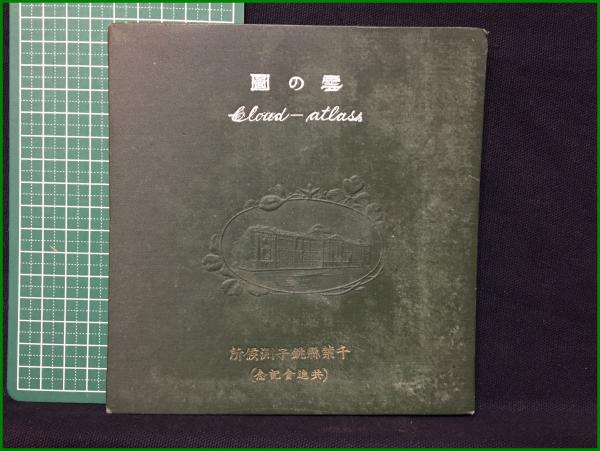 圖の雲
Cloud-atlas
所候測子銚縣葉千
(念記會進共)